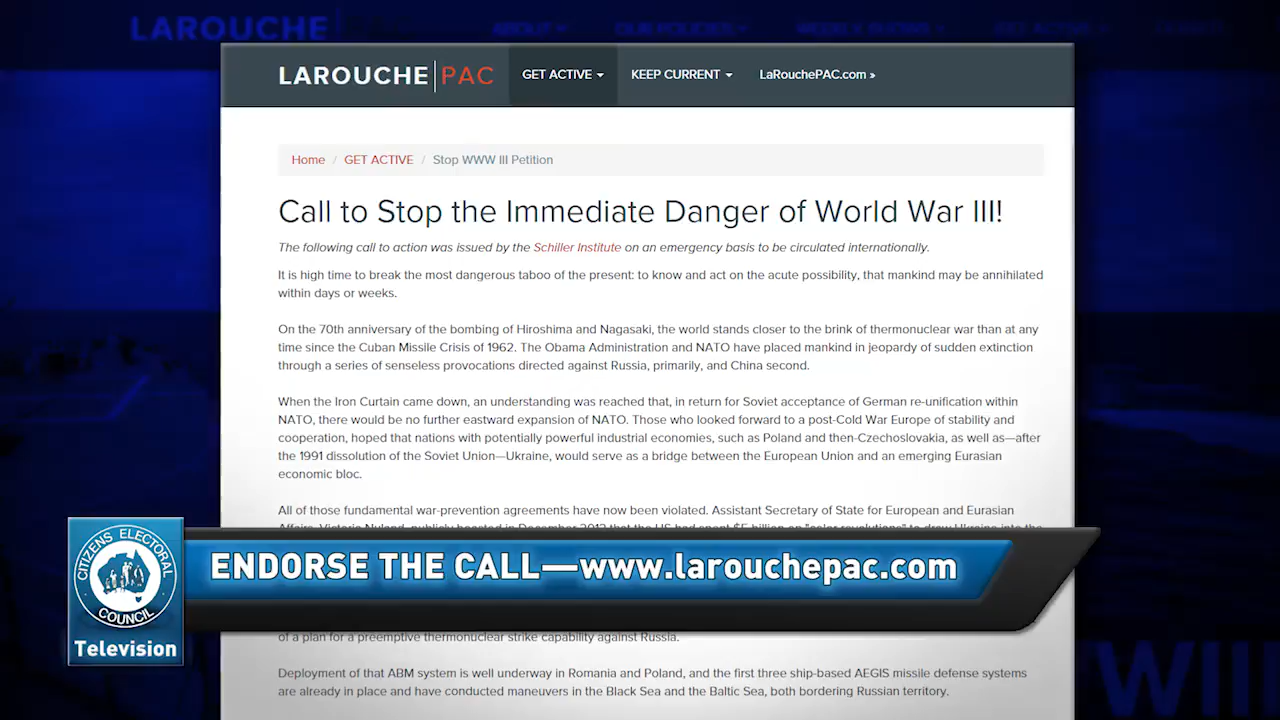 LAROUCHE
LAROUCHE PAC GET ACTIVE KEEP CURRENT LaRouchePAC.com »
Home / GET ACTIVE / Stop WWW III Petition
Call to Stop the Immediate Danger of World War III!
The following call to action was issued by the Schiller Institute on an emergency basis to be circulated internationally.
It is high time to break the most dangerous taboo of the present: to know and act on the acute possibility, that mankind may be annihilated
within days or weeks.
On the 70th anniversary of the bombing of Hiroshima and Nagasaki, the world stands closer to the brink of thermonuclear war than at any
time since the Cuban Missile Crisis of 1962. The Obama Administration and NATO have placed mankind in jeopardy of sudden extinction
through a series of senseless provocations directed against Russia, primarily, and China second.
When the Iron Curtain came down, an understanding was reached that, in return for Soviet acceptance of German re-unification within
NATO, there would be no further eastward expansion of NATO. Those who looked forward to a post-Cold War Europe of stability and
cooperation, hoped that nations with potentially powerful industrial economies, such as Poland and then-Czechoslovakia, as well as—after
the 1991 dissolution of the Soviet Union—Ukraine, would serve as a bridge between the European Union and an emerging Eurasian
economic bloc.
All of those fundamental war-prevention agreements have now been violated. Assistant Secretary of State for European and Eurasian
CITIZENS ELECTORAL
COUNCIL
Television
ENDORSE THE CALL—www.larouchepac.com
of a plan for a preemptive thermonuclear strike capability against Russia.
Deployment of that ABM system is well underway in Romania and Poland, and the first three ship-based AEGIS missile defense systems
are already in place and have conducted maneuvers in the Black Sea and the Baltic Sea, both bordering Russian territory.